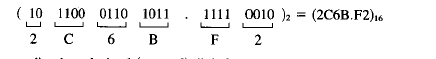 ( 10 1100 0110 1011 . 1111 0010 )₂ = (2C6B.F2)₁₆
2 C 6 B F 2